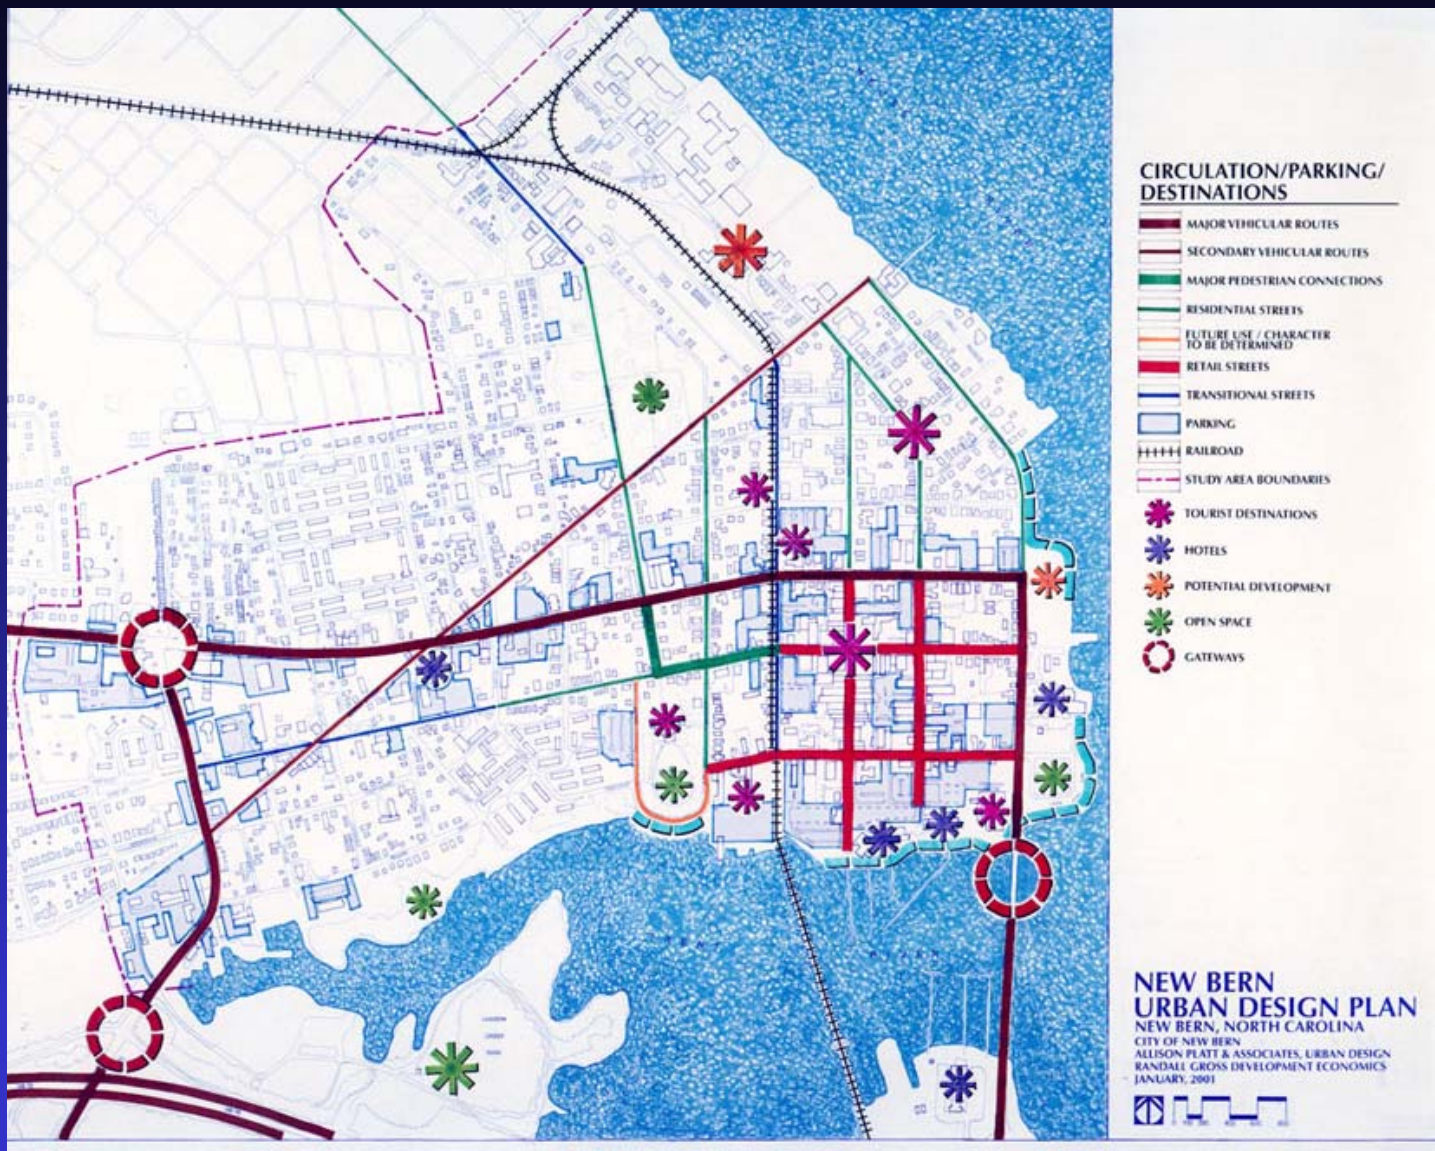 CIRCULATION/PARKING/
DESTINATIONS
MAJOR VEHICULAR ROUTES
SECONDARY VEHICULAR ROUTES
MAJOR PEDESTRIAN CONNECTIONS
RESIDENTIAL STREETS
FUTURE USE / CHARACTER
TO BE DETERMINED
RETAIL STREETS
TRANSITIONAL STREETS
PARKING
RAILROAD
STUDY AREA BOUNDARIES
TOURIST DESTINATIONS
HOTELS
POTENTIAL DEVELOPMENT
OPEN SPACE
GATEWAYS
NEW BERN
URBAN DESIGN PLAN
NEW BERN, NORTH CAROLINA
CITY OF NEW BERN
ALLISON PLATT & ASSOCIATES, URBAN DESIGN
RANDALL GROSS DEVELOPMENT ECONOMICS
JANUARY, 2001